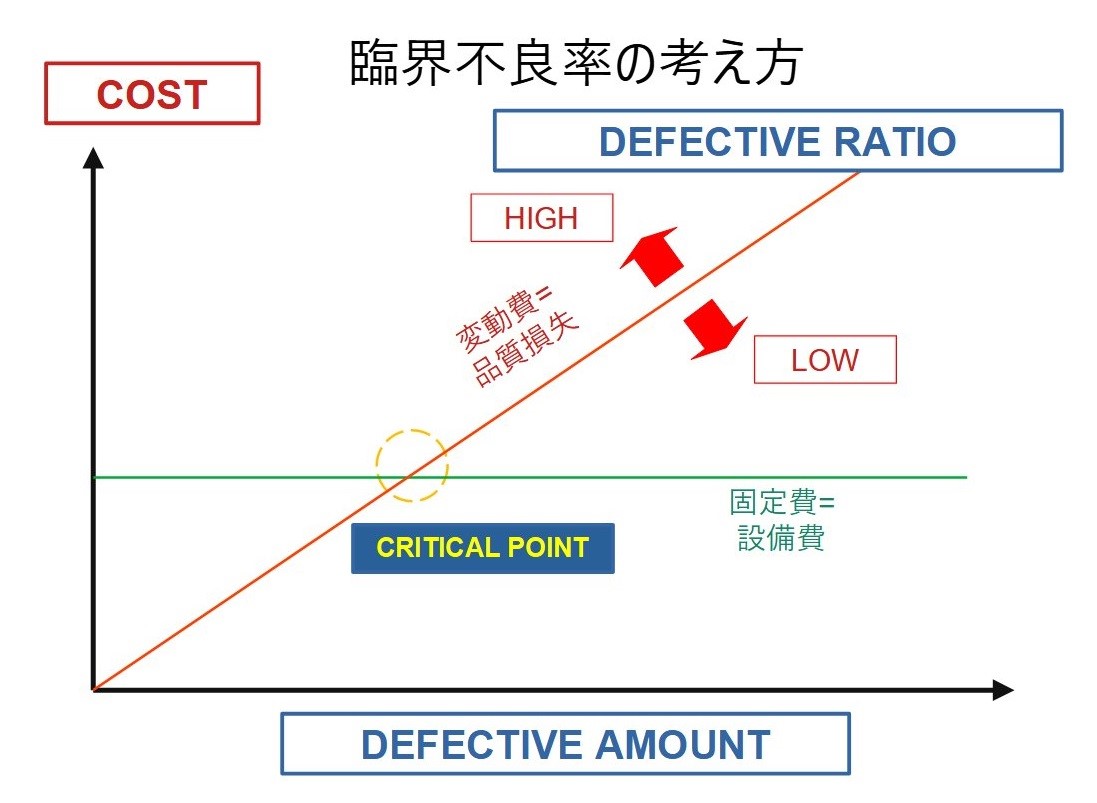 臨界不良率の考え方
COST
DEFECTIVE RATIO
HIGH
変動費=
品質損失
LOW
固定費=
設備費
CRITICAL POINT
DEFECTIVE AMOUNT